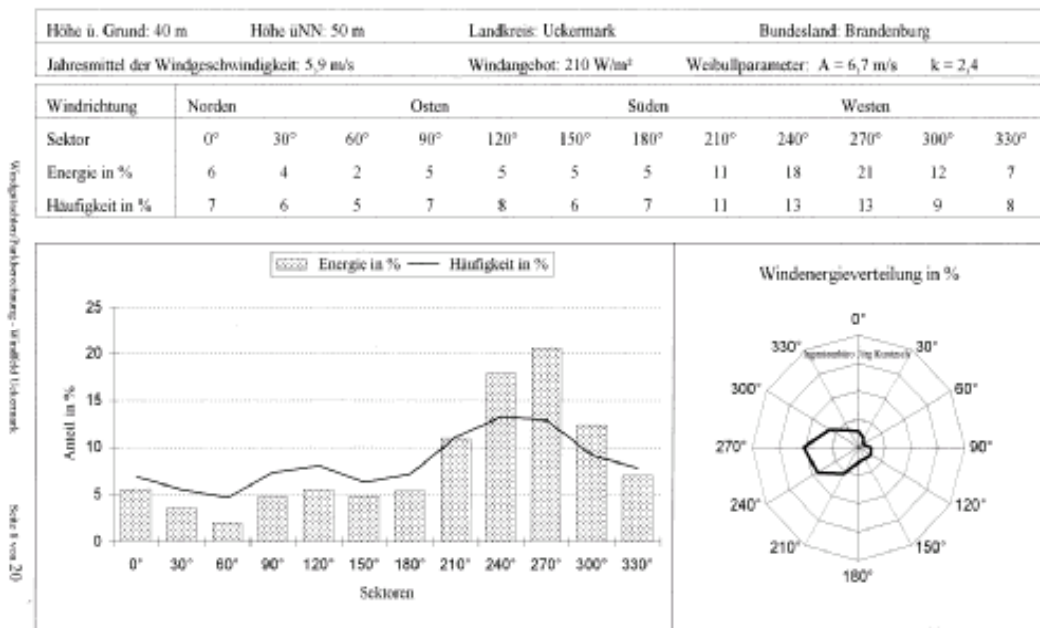 Höhe ü. Grund: 40 m Höhe üNN: 50 m Landkreis: Uckermark Bundesland: Brandenburg
Jahresmittel der Windgeschwindigkeit: 5,9 m/s Windangebot: 210 W/m² Weibullparameter: A = 6,7 m/s k = 2,4
Windrichtung Norden Osten Süden Westen
Sektor 0° 30° 60° 90° 120° 150° 180° 210° 240° 270° 300° 330°
Energie in % 6 4 2 5 5 5 5 11 18 21 12 7
Häufigkeit in % 7 6 5 7 8 6 7 11 13 13 9 8
Energie in % Häufigkeit in %
Anteil in %
25
20
15
10
5
0
0° 30° 60° 90° 120° 150° 180° 210° 240° 270° 300° 330°
Sektoren
Windenergieverteilung in %
0°
330° 30°
Ingenieurbüro
300° 60°
270° 90°
240° 120°
210° 150°
180°
Windgutachten/Parkberechnung - Windfeld Uckermark Seite 8 von 20